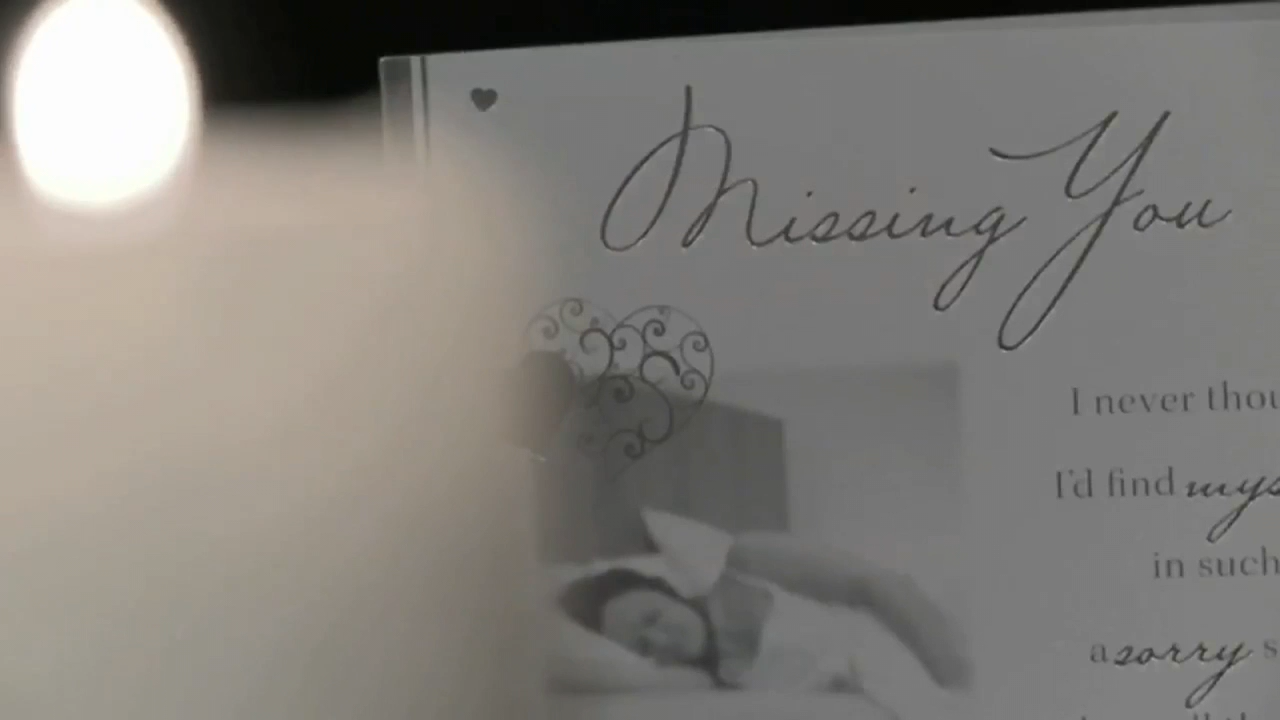 Missing You
I never thou
I'd find mys
in such
a sorry s